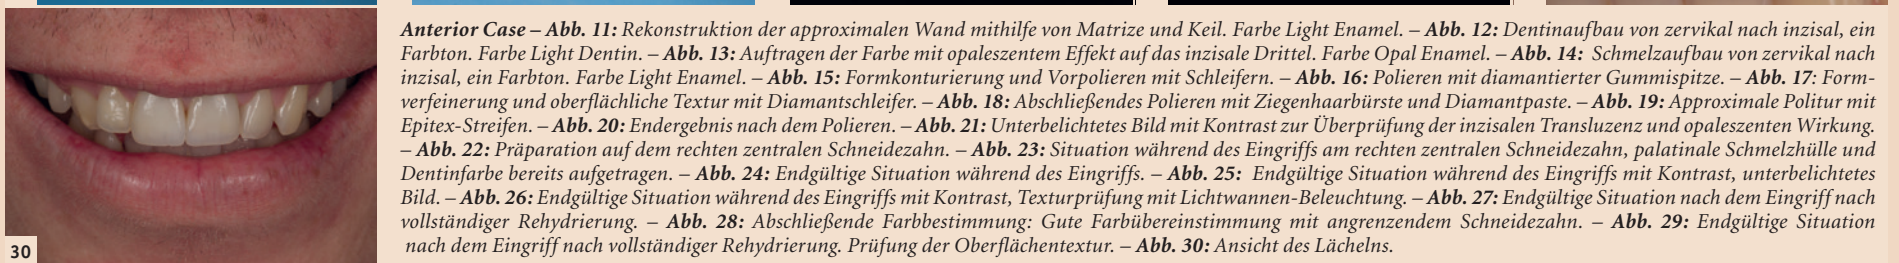 Anterior Case – Abb. 11: Rekonstruktion der approximalen Wand mithilfe von Matrize und Keil. Farbe Light Enamel. – Abb. 12: Dentinaufbau von zervikal nach inzisal, ein
Farbton. Farbe Light Dentin. – Abb. 13: Auftragen der Farbe mit opaleszentem Effekt auf das inzisale Drittel. Farbe Opal Enamel. – Abb. 14: Schmelzaufbau von zervikal nach
inzisal, ein Farbton. Farbe Light Enamel. – Abb. 15: Formkonturierung und Vorpolieren mit Schleifern. – Abb. 16: Polieren mit diamantierter Gummispitze. – Abb. 17: Form-
verfeinerung und oberflächliche Textur mit Diamantschleifer. – Abb. 18: Abschließendes Polieren mit Ziegenhaarbürste und Diamantpaste. – Abb. 19: Approximale Politur mit
Epitex-Streifen. – Abb. 20: Endergebnis nach dem Polieren. – Abb. 21: Unterbelichtetes Bild mit Kontrast zur Überprüfung der inzisalen Transluzenz und opaleszenten Wirkung.
– Abb. 22: Präparation auf dem rechten zentralen Schneidezahn. – Abb. 23: Situation während des Eingriffs am rechten zentralen Schneidezahn, palatinale Schmelzhülle und
Dentinfarbe bereits aufgetragen. – Abb. 24: Endgültige Situation während des Eingriffs. – Abb. 25: Endgültige Situation während des Eingriffs mit Kontrast, unterbelichtetes
Bild. – Abb. 26: Endgültige Situation während des Eingriffs mit Kontrast, Texturprüfung mit Lichtwannen-Beleuchtung. – Abb. 27: Endgültige Situation nach dem Eingriff nach
vollständiger Rehydrierung. – Abb. 28: Abschließende Farbbestimmung: Gute Farbübereinstimmung mit angrenzendem Schneidezahn. – Abb. 29: Endgültige Situation
nach dem Eingriff nach vollständiger Rehydrierung. Prüfung der Oberflächentextur. – Abb. 30: Ansicht des Lächelns.
30